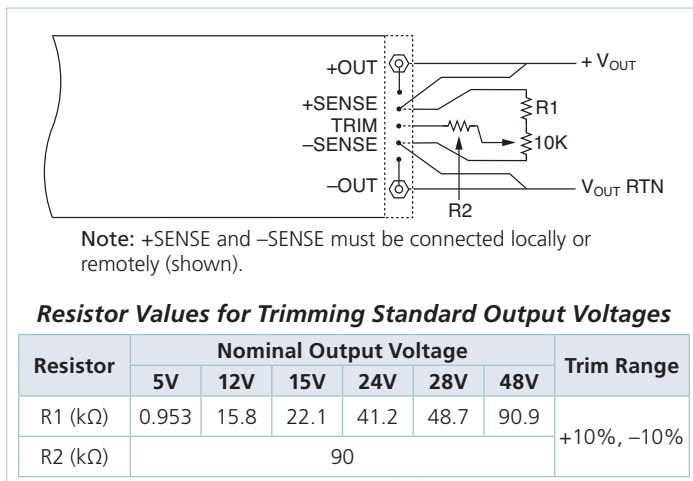 +OUT
+ VOUT
+SENSE
R1
TRIM
–SENSE
10K
–OUT
VOUT RTN
R2
Note: +SENSE and –SENSE must be connected locally or
remotely (shown).
Resistor Values for Trimming Standard Output Voltages
Resistor Nominal Output Voltage Trim Range
5V 12V 15V 24V 28V 48V
R1 (kΩ) 0.953 15.8 22.1 41.2 48.7 90.9 +10%, –10%
R2 (kΩ) 90